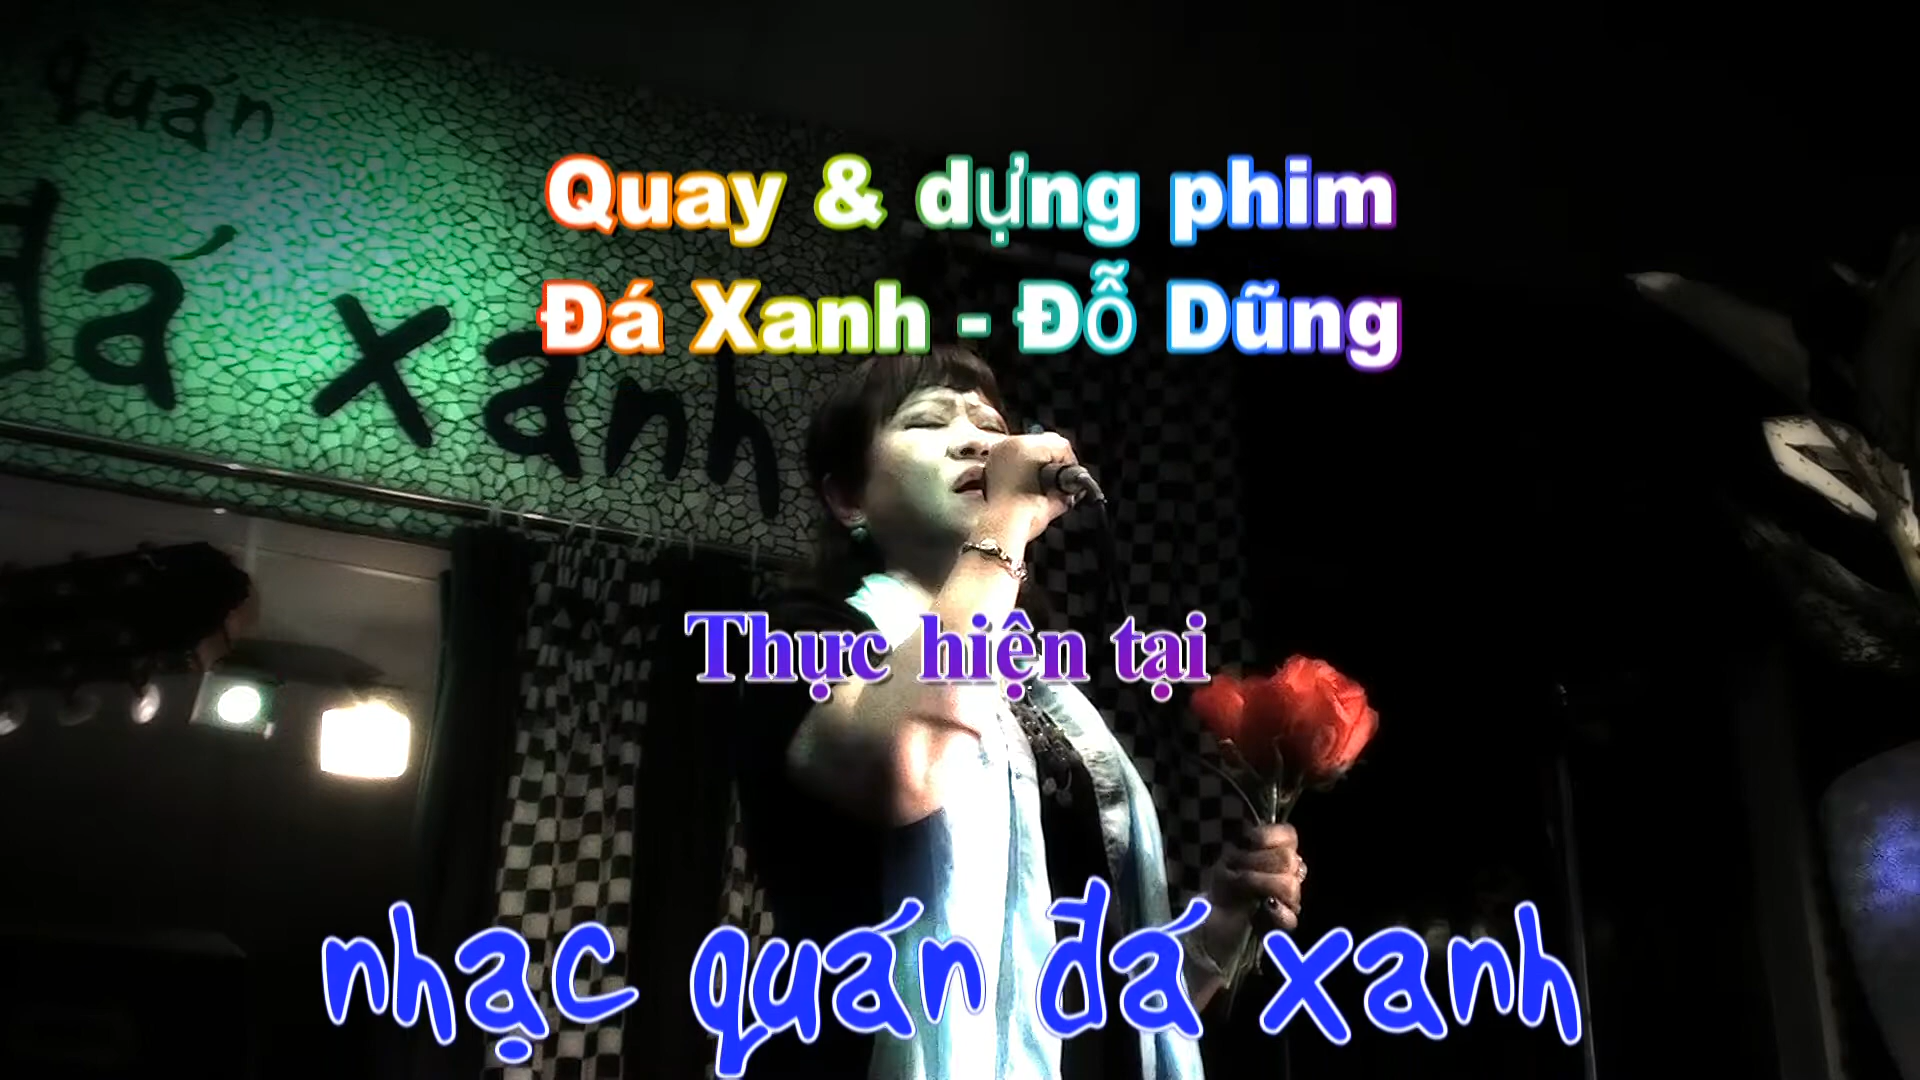 quán
đá xanh
Quay & dựng phim
Đá Xanh - Đỗ Dũng
Thực hiện tại
nhạc quán đá xanh